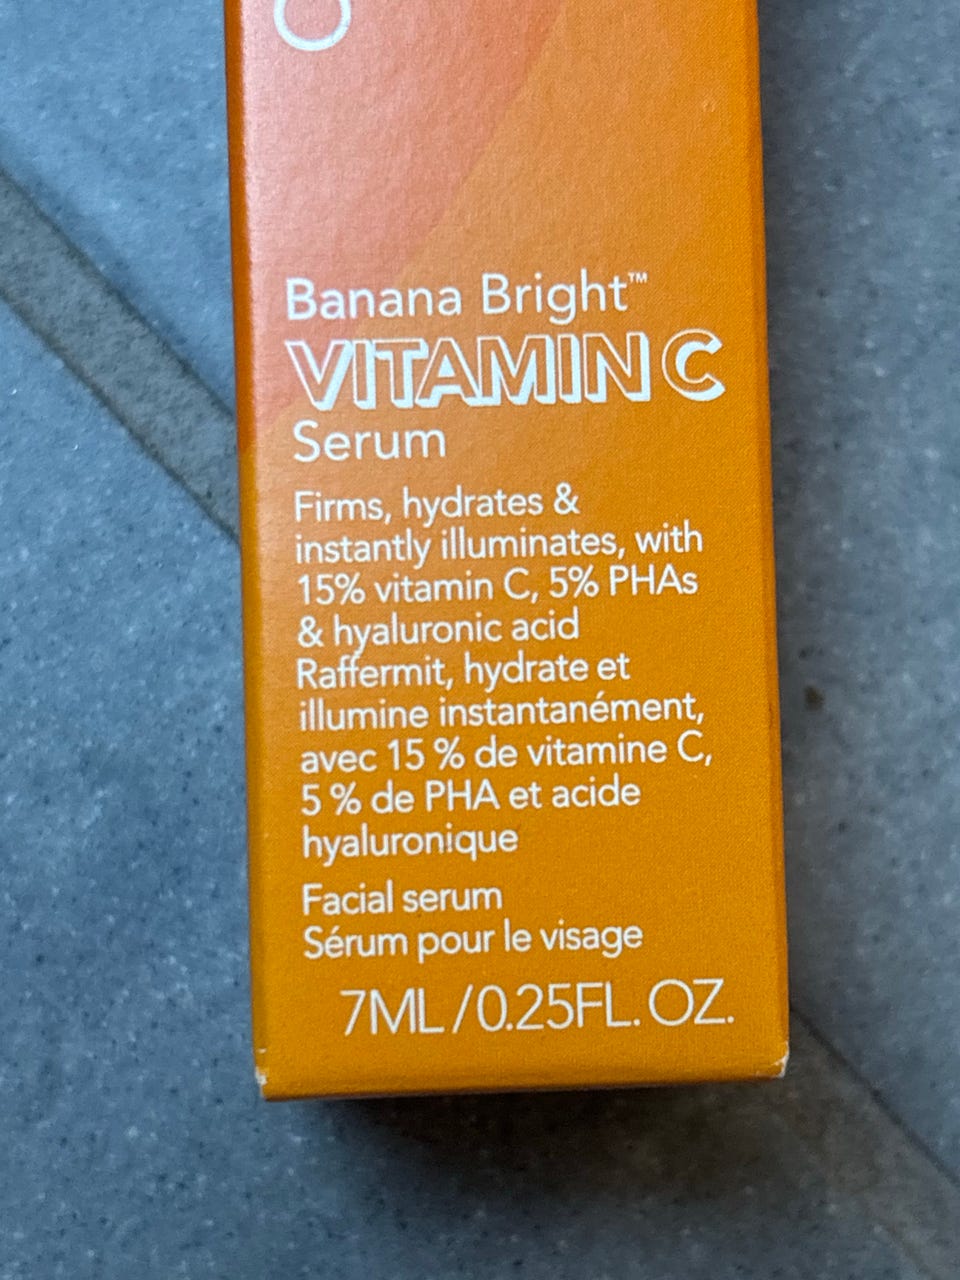 Banana Bright™
VITAMIN C
Serum
Firms, hydrates &
instantly illuminates, with
15% vitamin C, 5% PHAs
& hyaluronic acid
Raffermit, hydrate et
illumine instantanément,
avec 15 % de vitamine C,
5 % de PHA et acide
hyaluronique
Facial serum
Sérum pour le visage
7ML/0.25FL. OZ.